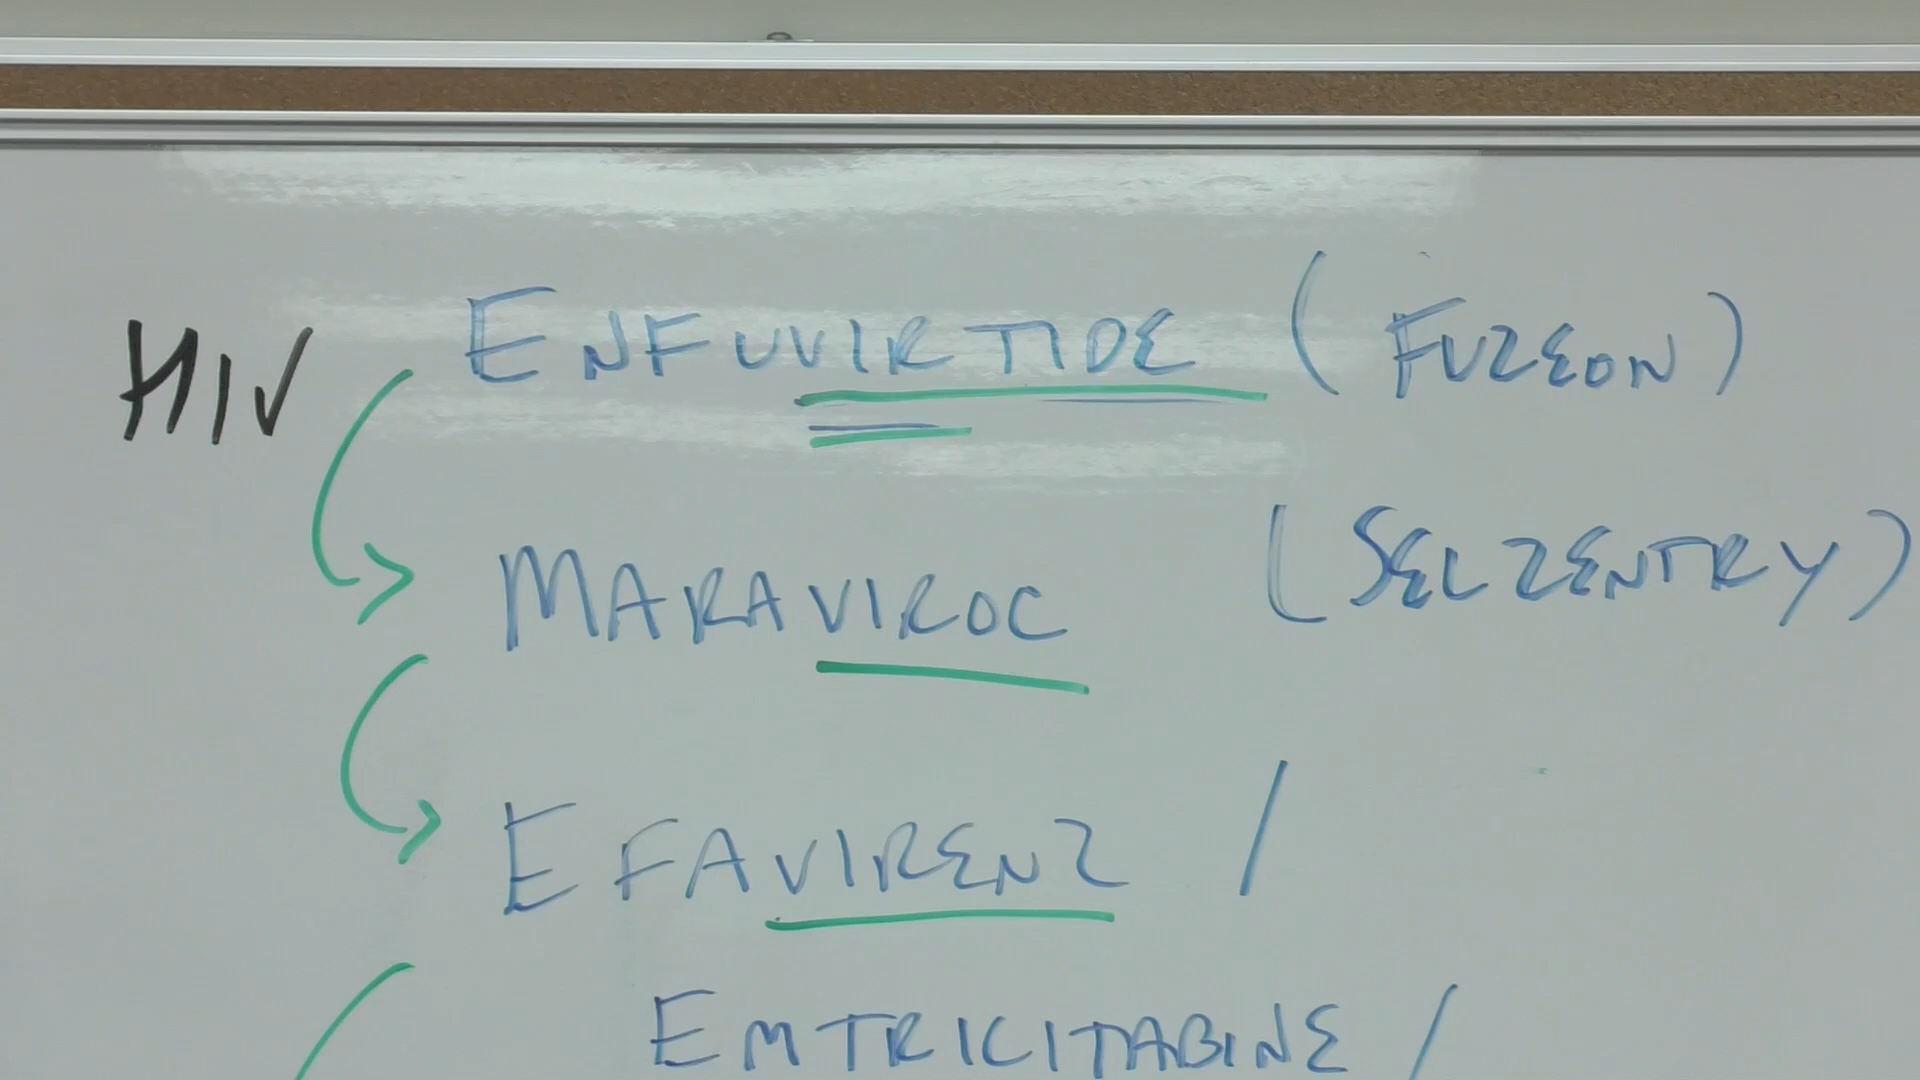 HIV ENFUVIRTIDE (FUZEON)
MARAVIROC (SELZENTRY)
EFAVIRENZ /
EMTRICITABINE /